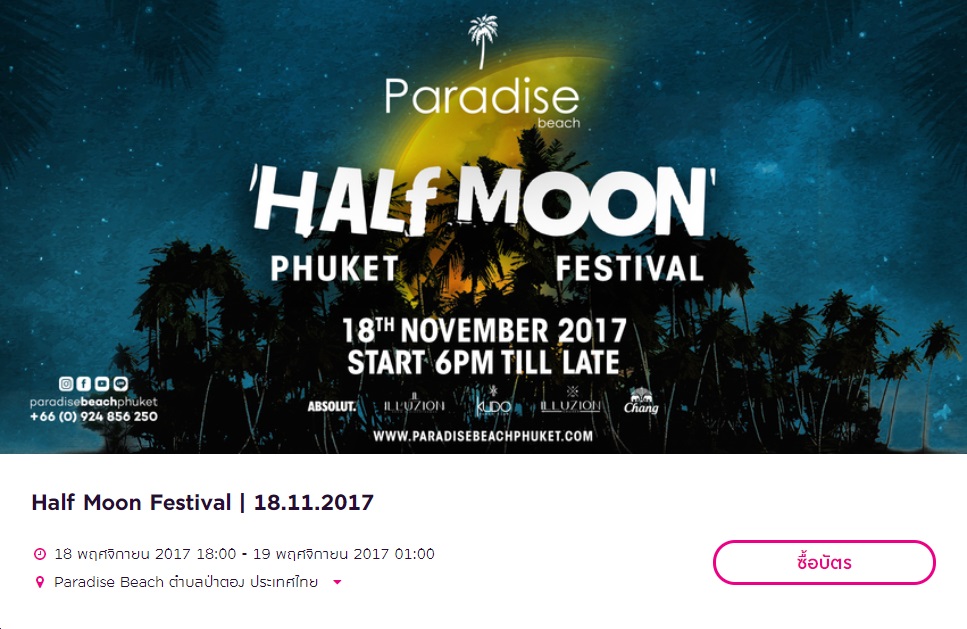 Paradise
beach
'HALf MOON'
PHUKET FESTIVAL
18TH NOVEMBER 2017
START 6PM TILL LATE
paradisebeachphuket
+66 (0) 924 856 250
ABSOLUT. ILLUZION KUDO ILLUZION Chang
WWW.PARADISEBEACHPHUKET.COM
Half Moon Festival | 18.11.2017
18 พฤศจิกายน 2017 18:00 - 19 พฤศจิกายน 2017 01:00
Paradise Beach ตำบลป่าตอง ประเทศไทย
ซื้อบัตร